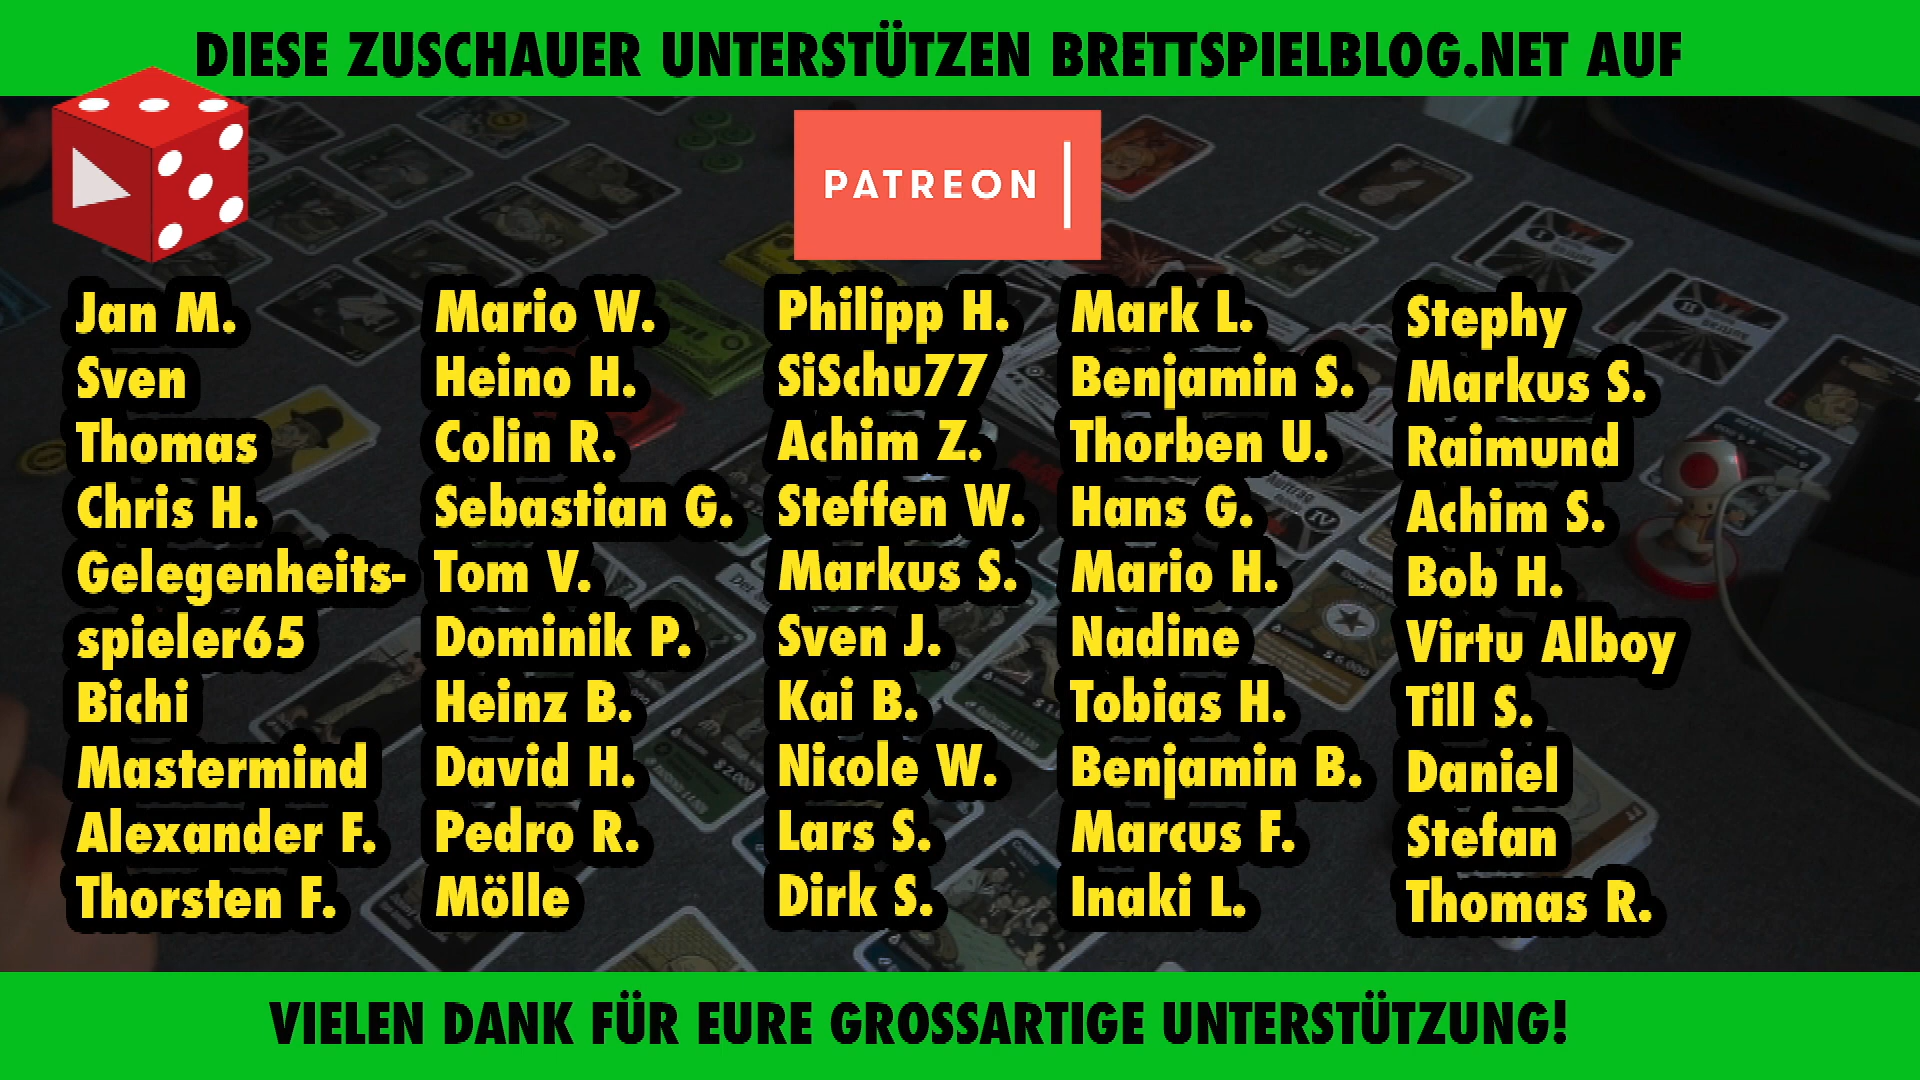 DIESE ZUSCHAUER UNTERSTÜTZEN BRETTSPIELBLOG.NET AUF
PATREON
Jan M.
Sven
Thomas
Chris H.
Gelegenheits-
spieler65
Bichi
Mastermind
Alexander F.
Thorsten F.
Mario W.
Heino H.
Colin R.
Sebastian G.
Tom V.
Dominik P.
Heinz B.
David H.
Pedro R.
Mölle
Philipp H.
SiSchu77
Achim Z.
Steffen W.
Markus S.
Sven J.
Kai B.
Nicole W.
Lars S.
Dirk S.
Mark L.
Benjamin S.
Thorben U.
Hans G.
Mario H.
Nadine
Tobias H.
Benjamin B.
Marcus F.
Inaki L.
Stephy
Markus S.
Raimund
Achim S.
Bob H.
Virtu Alboy
Till S.
Daniel
Stefan
Thomas R.
VIELEN DANK FÜR EURE GROSSARTIGE UNTERSTÜTZUNG!